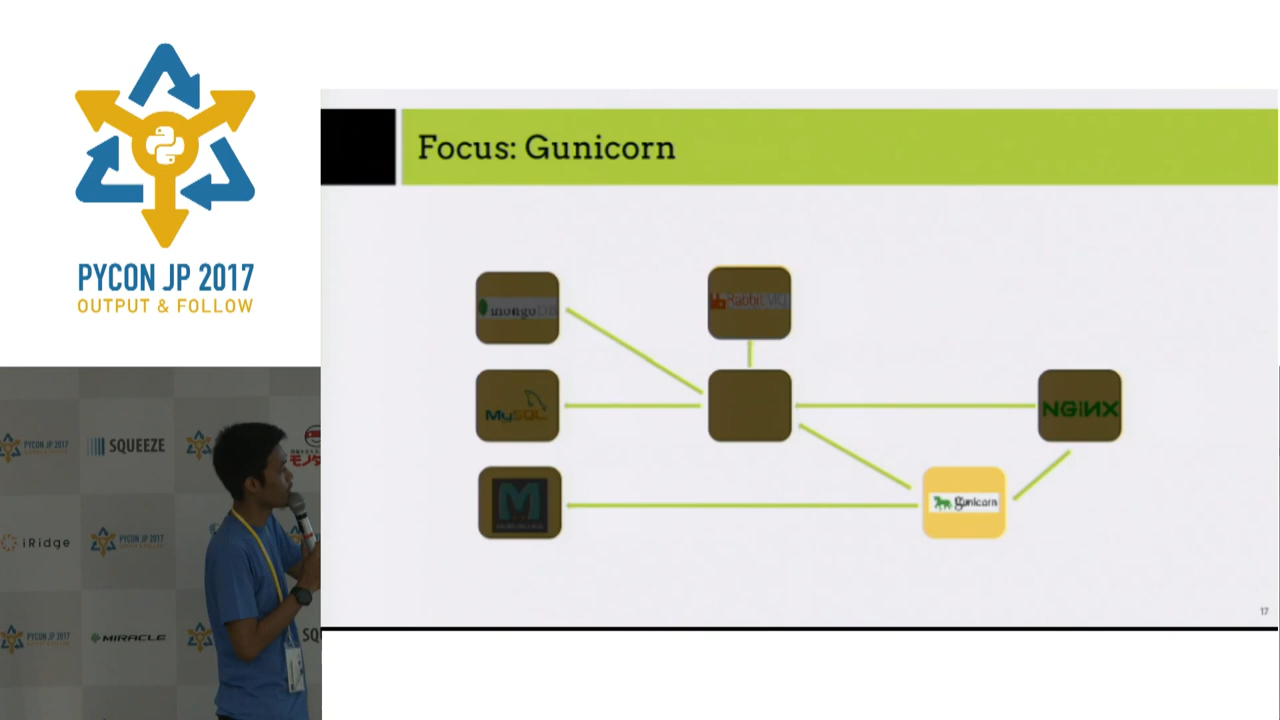 PYCON JP 2017
OUTPUT & FOLLOW
Focus: Gunicorn
mongoDB
RabbitMQ
MySQL
NGiNX
gunicorn
17
PYCON JP 2017
SQUEEZE
iRidge
PYCON JP 2017
PYCON JP 2017
MIRACLE
SQ